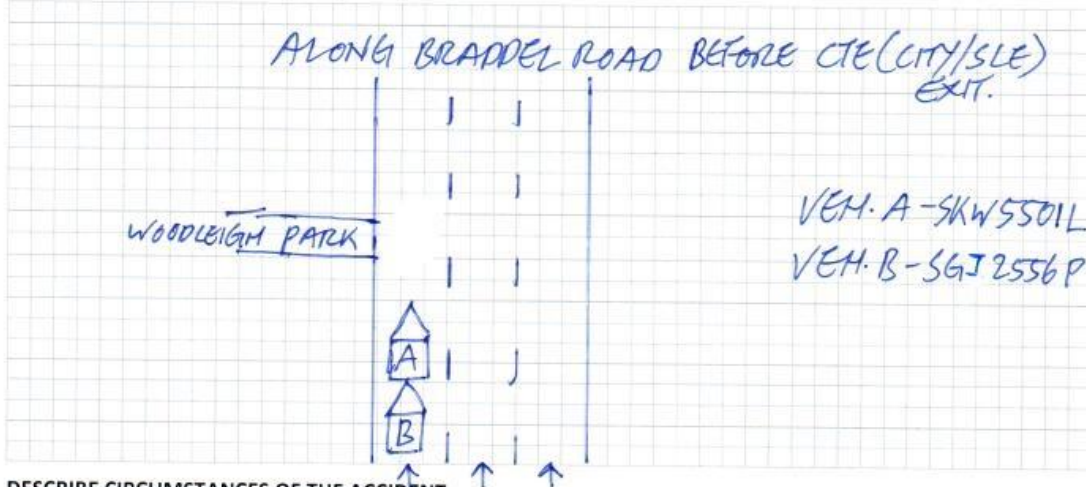 ALONG BRADDEL ROAD BEFORE CTE (CITY/SLE)
EXIT.
WOODLEIGH PARK
VEH. A - SKW5501L
VEH. B - SGJ2556P
A
B
DESCRIBE CIRCUMSTANCES OF THE ACCIDENT